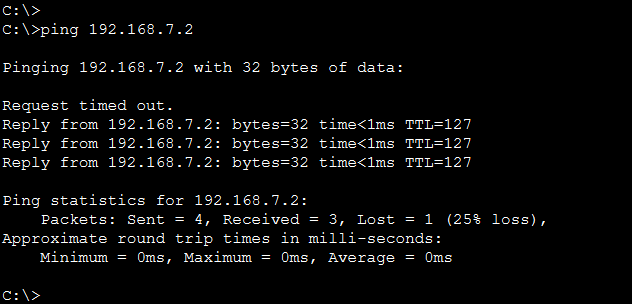 C:\>
C:\>ping 192.168.7.2
Pinging 192.168.7.2 with 32 bytes of data:
Request timed out.
Reply from 192.168.7.2: bytes=32 time<1ms TTL=127
Reply from 192.168.7.2: bytes=32 time<1ms TTL=127
Reply from 192.168.7.2: bytes=32 time<1ms TTL=127
Ping statistics for 192.168.7.2:
    Packets: Sent = 4, Received = 3, Lost = 1 (25% loss),
Approximate round trip times in milli-seconds:
    Minimum = 0ms, Maximum = 0ms, Average = 0ms
C:\>